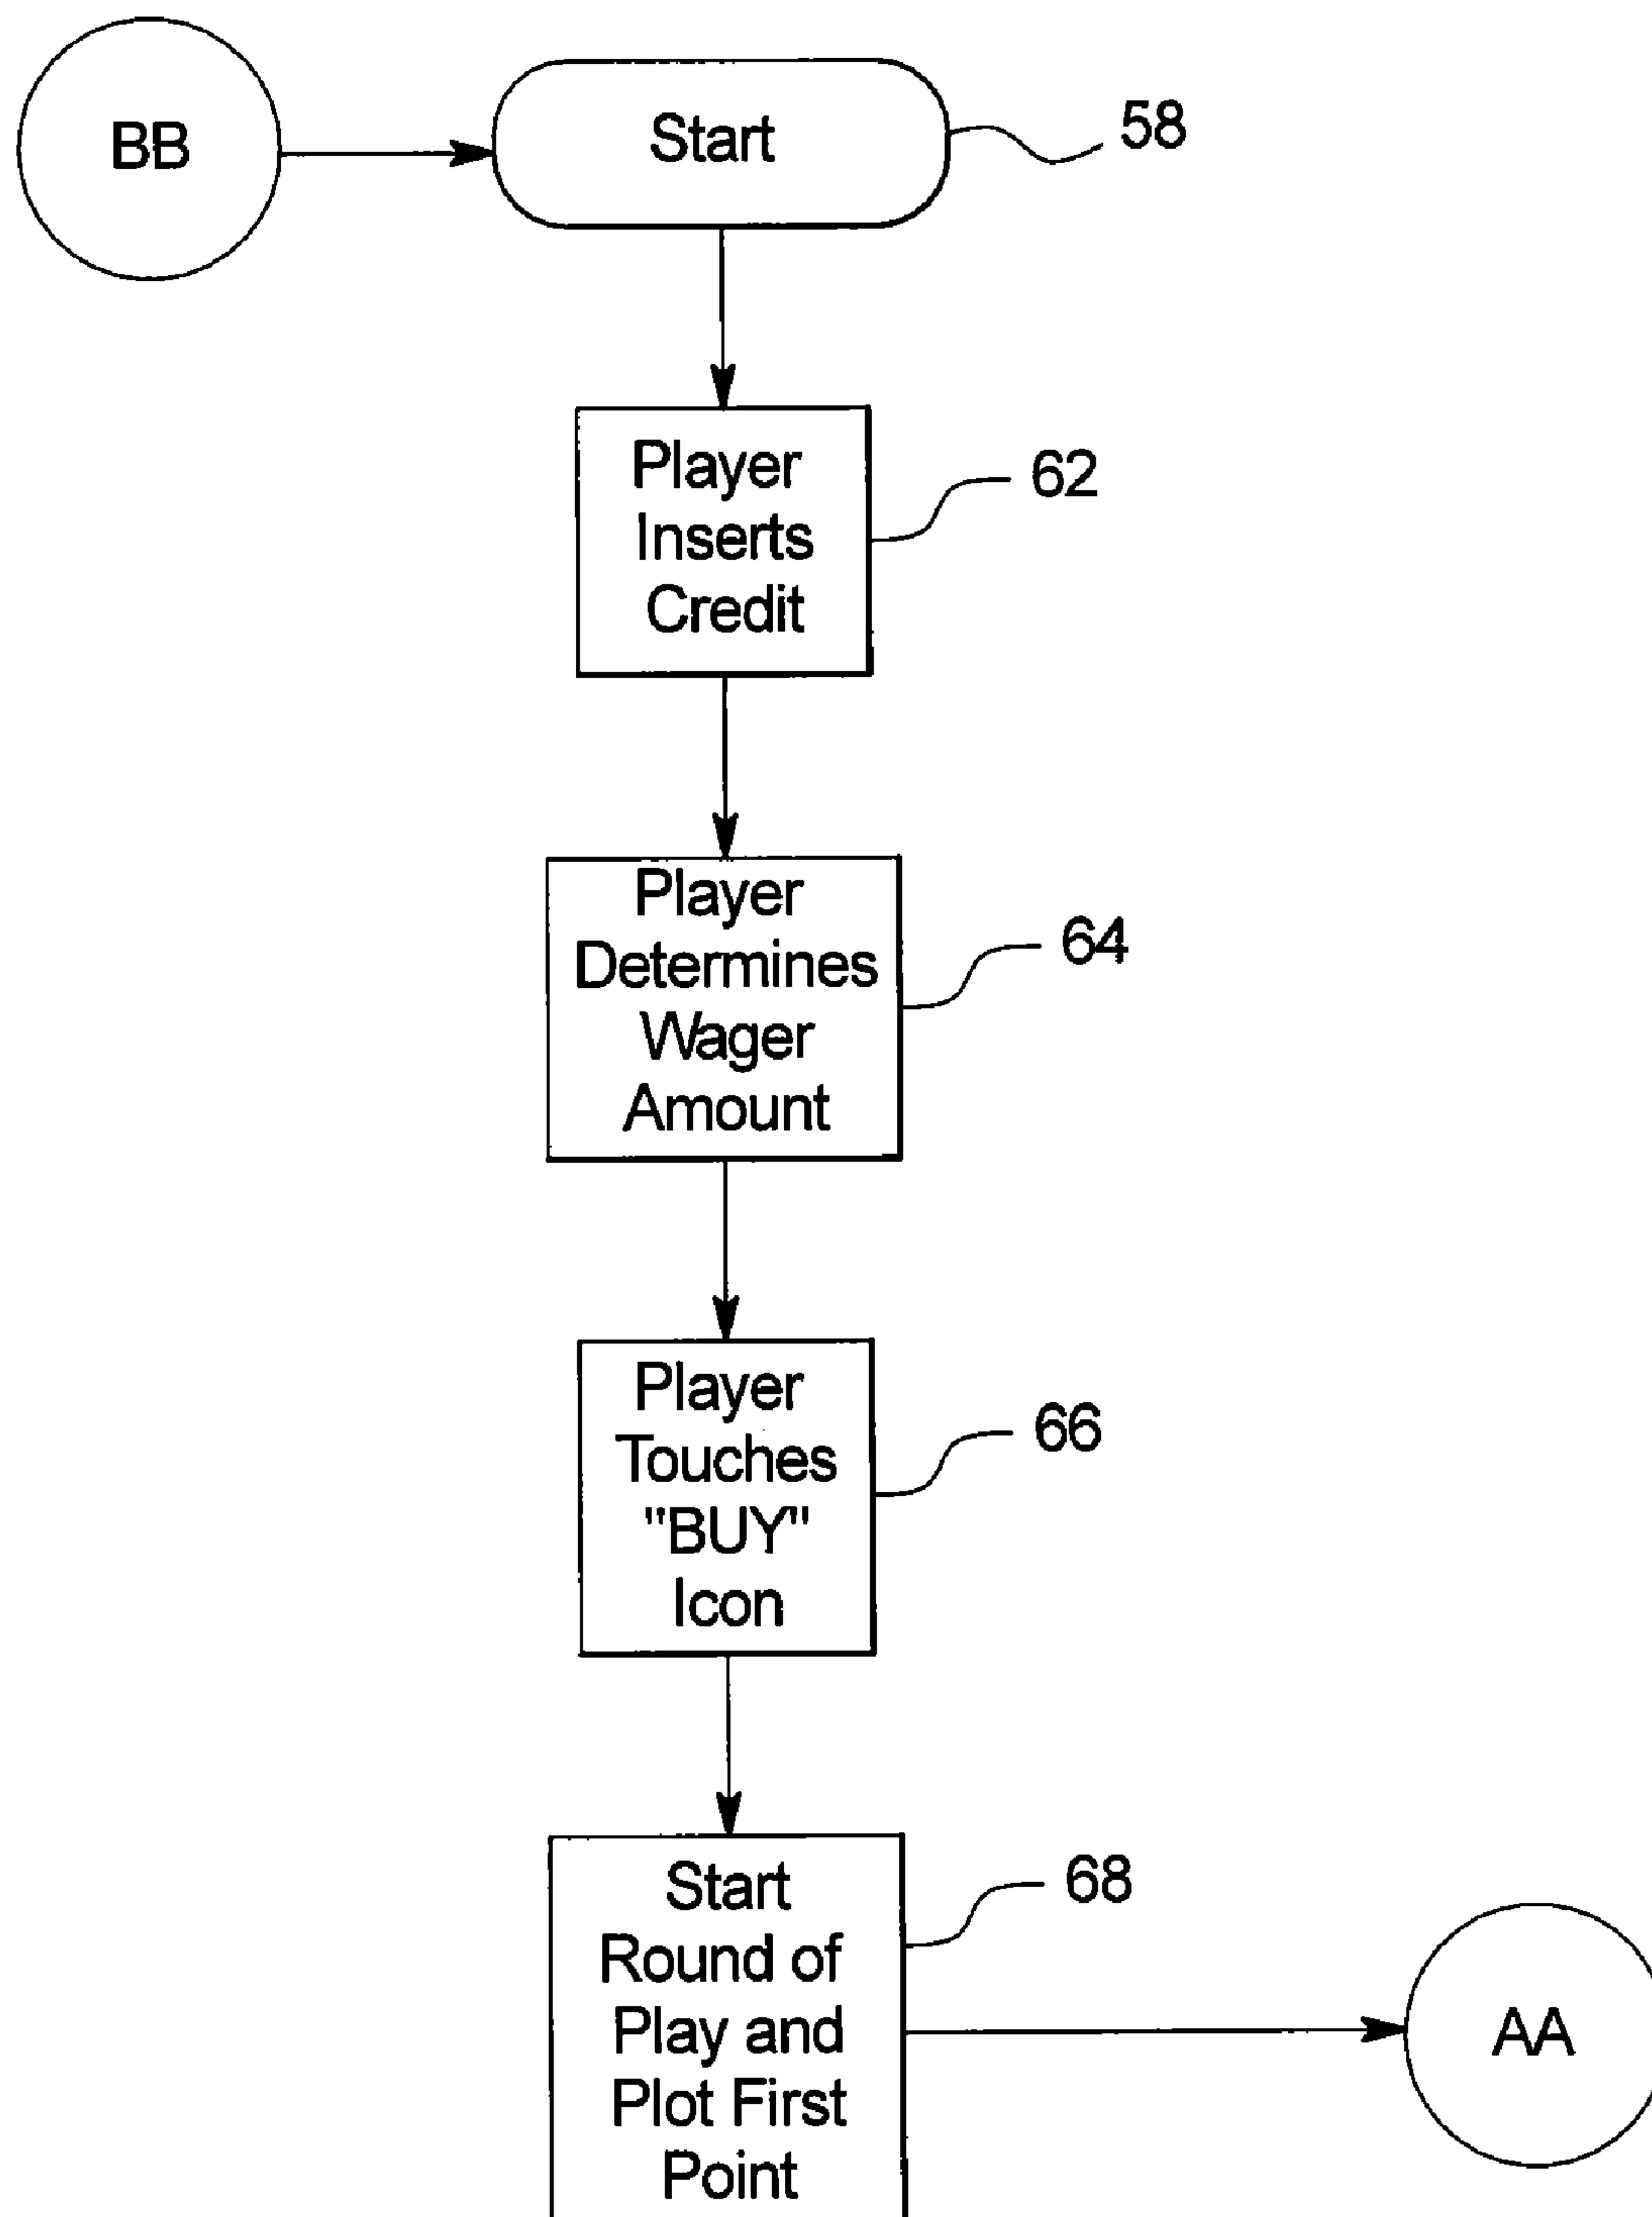 BB
Start
58
Player
Inserts
Credit
62
Player
Determines
Wager
Amount
64
Player
Touches
"BUY"
Icon
66
Start
Round of
Play and
Plot First
Point
68
AA